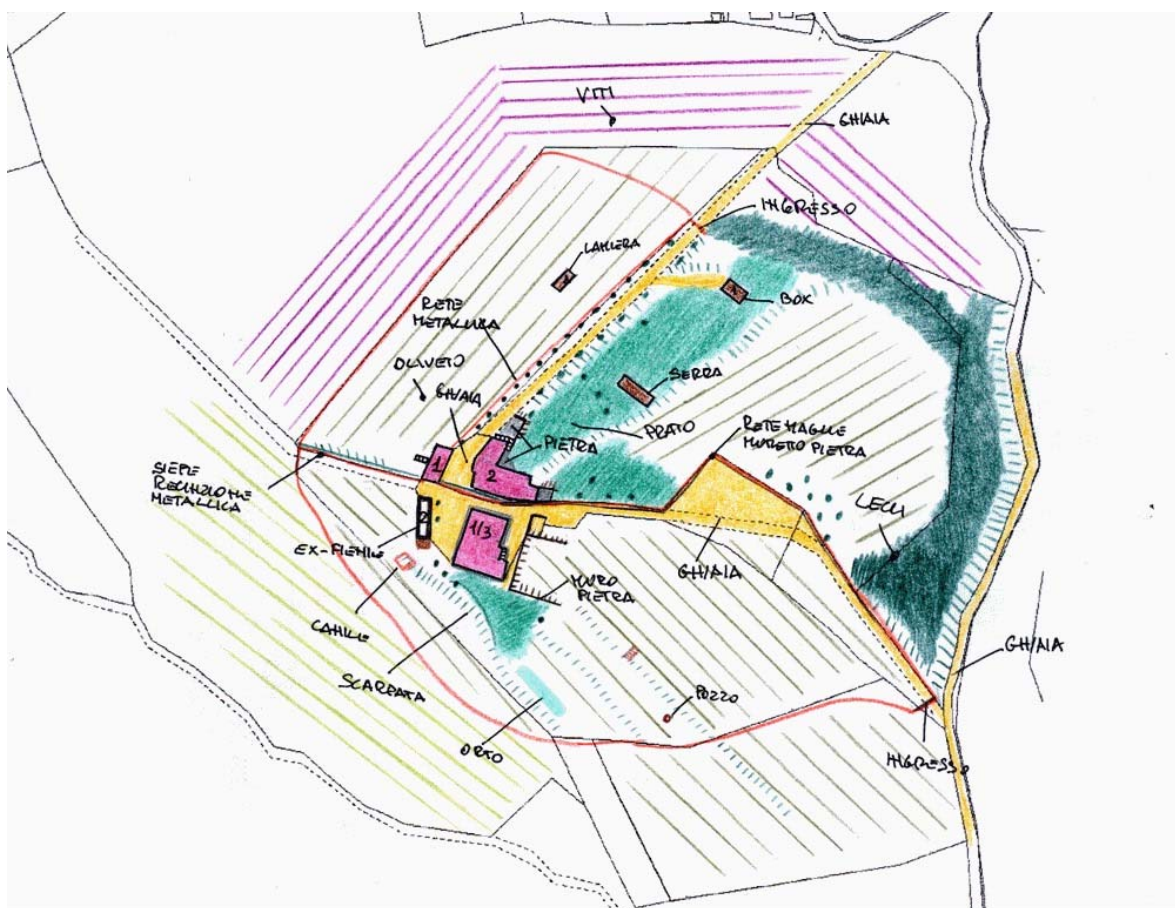 VITI
GHIAIA
INGRESSO
LAMIERA
BOX
RETE
METALLICA
OLIVETO
GHIAIA
SERRA
PIETRA
PRATO
RETE MAGLIE
MURETO PIETRA
SIEPE
RECINZIONE
METALLICA
1
2
LECCI
2
1/3
EX-FIENILE
GHIAIA
MURO
PIETRA
CANILE
GHIAIA
SCARPATA
POZZO
ORTO
INGRESSO